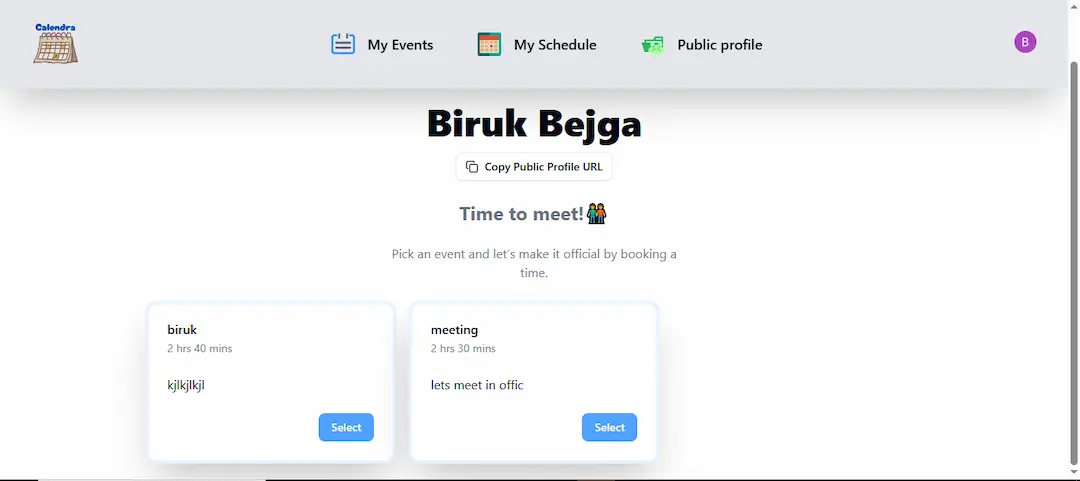 Calendra
My Events
My Schedule
Public profile
B
Biruk Bejga
Copy Public Profile URL
Time to meet!
Pick an event and let's make it official by booking a
time.
biruk
2 hrs 40 mins
kjlkjlkjl
Select
meeting
2 hrs 30 mins
lets meet in offic
Select